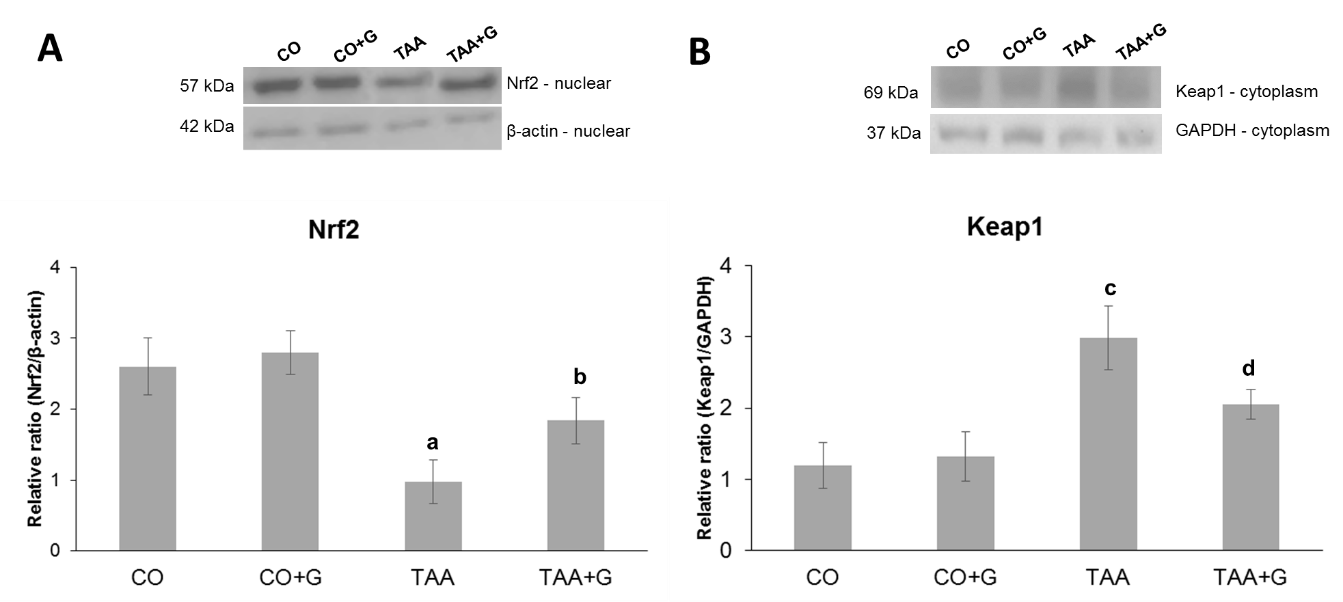 A
CO CO+G TAA TAA+G
57 kDa Nrf2 - nuclear
42 kDa β-actin - nuclear
Nrf2
Relative ratio (Nrf2/β-actin)
4
3
2
1
0
a
b
CO CO+G TAA TAA+G
B
CO CO+G TAA TAA+G
69 kDa Keap1 - cytoplasm
37 kDa GAPDH - cytoplasm
Keap1
Relative ratio (Keap1/GAPDH)
4
3
2
1
0
c
d
CO CO+G TAA TAA+G